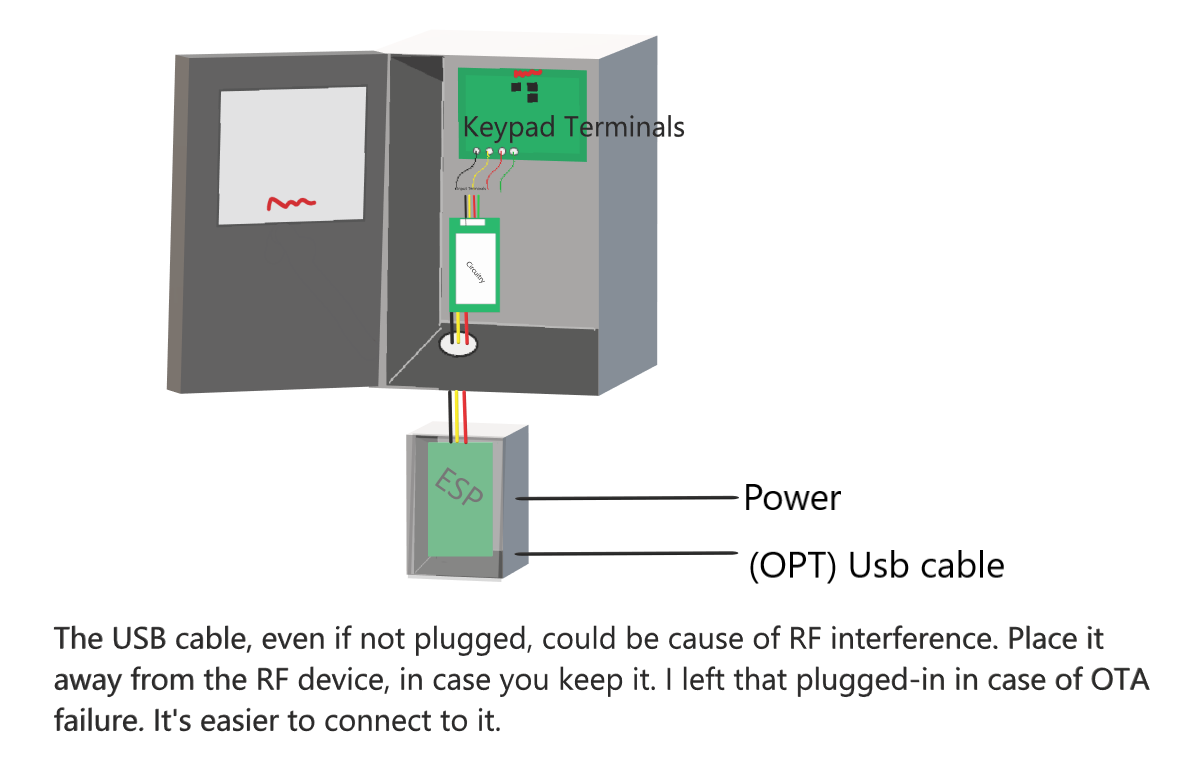 Keypad Terminals
Keypad Terminals
Circuitry
ESP
Power
(OPT) Usb cable
The USB cable, even if not plugged, could be cause of RF interference. Place it
away from the RF device, in case you keep it. I left that plugged-in in case of OTA
failure. It's easier to connect to it.